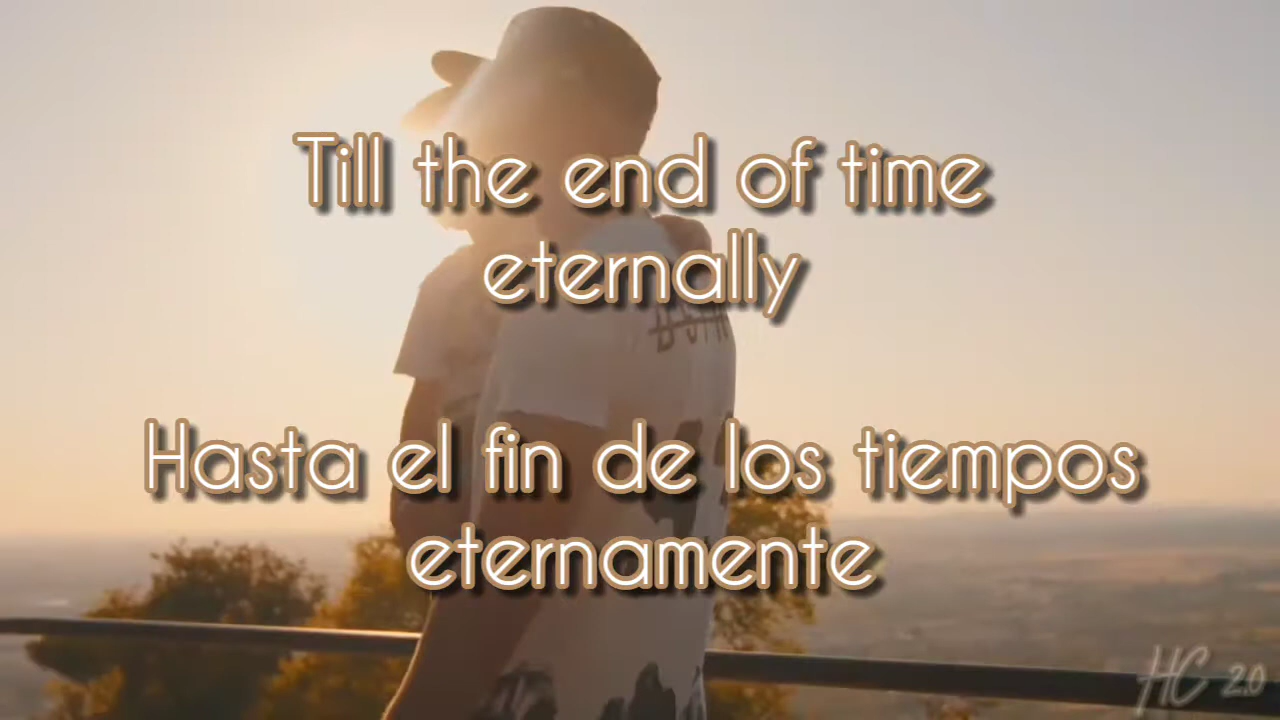 Till the end of time
eternally
Hasta el fin de los tiempos
eternamente
HC 2.0